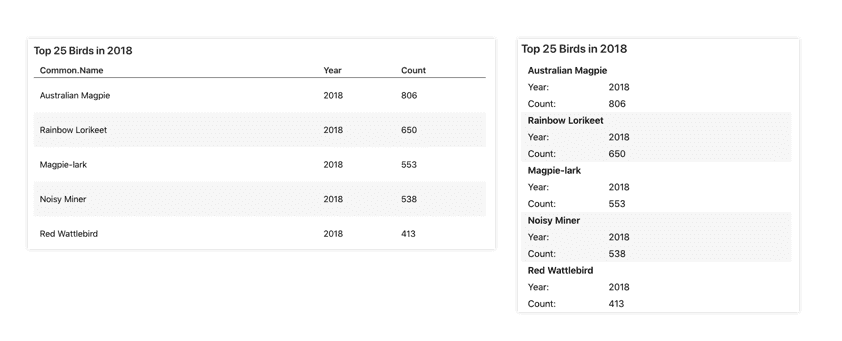 Top 25 Birds in 2018
Common.Name Year Count
Australian Magpie 2018 806
Rainbow Lorikeet 2018 650
Magpie-lark 2018 553
Noisy Miner 2018 538
Red Wattlebird 2018 413
Top 25 Birds in 2018
Australian Magpie
Year: 2018
Count: 806
Rainbow Lorikeet
Year: 2018
Count: 650
Magpie-lark
Year: 2018
Count: 553
Noisy Miner
Year: 2018
Count: 538
Red Wattlebird
Year: 2018
Count: 413